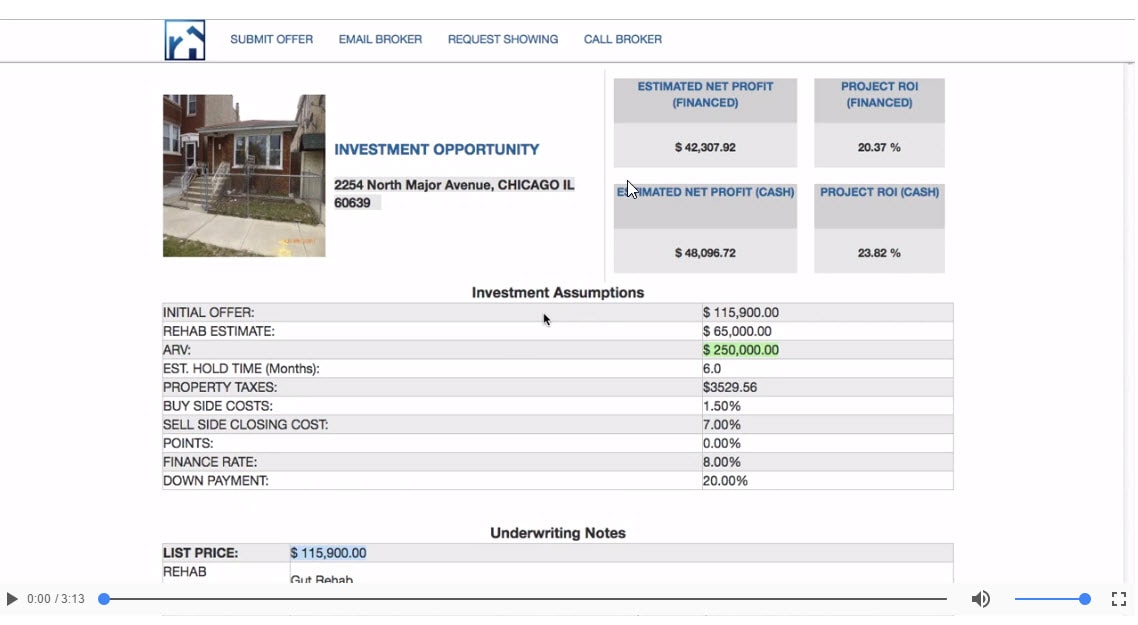 SUBMIT OFFER EMAIL BROKER REQUEST SHOWING CALL BROKER
INVESTMENT OPPORTUNITY
2254 North Major Avenue, CHICAGO IL
60639
ESTIMATED NET PROFIT
(FINANCED)
$ 42,307.92
PROJECT ROI
(FINANCED)
20.37 %
ESTIMATED NET PROFIT (CASH)
$ 48,096.72
PROJECT ROI (CASH)
23.82 %
Investment Assumptions
INITIAL OFFER: $ 115,900.00
REHAB ESTIMATE: $ 65,000.00
ARV: $ 250,000.00
EST. HOLD TIME (Months): 6.0
PROPERTY TAXES: $3529.56
BUY SIDE COSTS: 1.50%
SELL SIDE CLOSING COST: 7.00%
POINTS: 0.00%
FINANCE RATE: 8.00%
DOWN PAYMENT: 20.00%
Underwriting Notes
LIST PRICE: $ 115,900.00
REHAB Gut Rehab
0:00 / 3:13